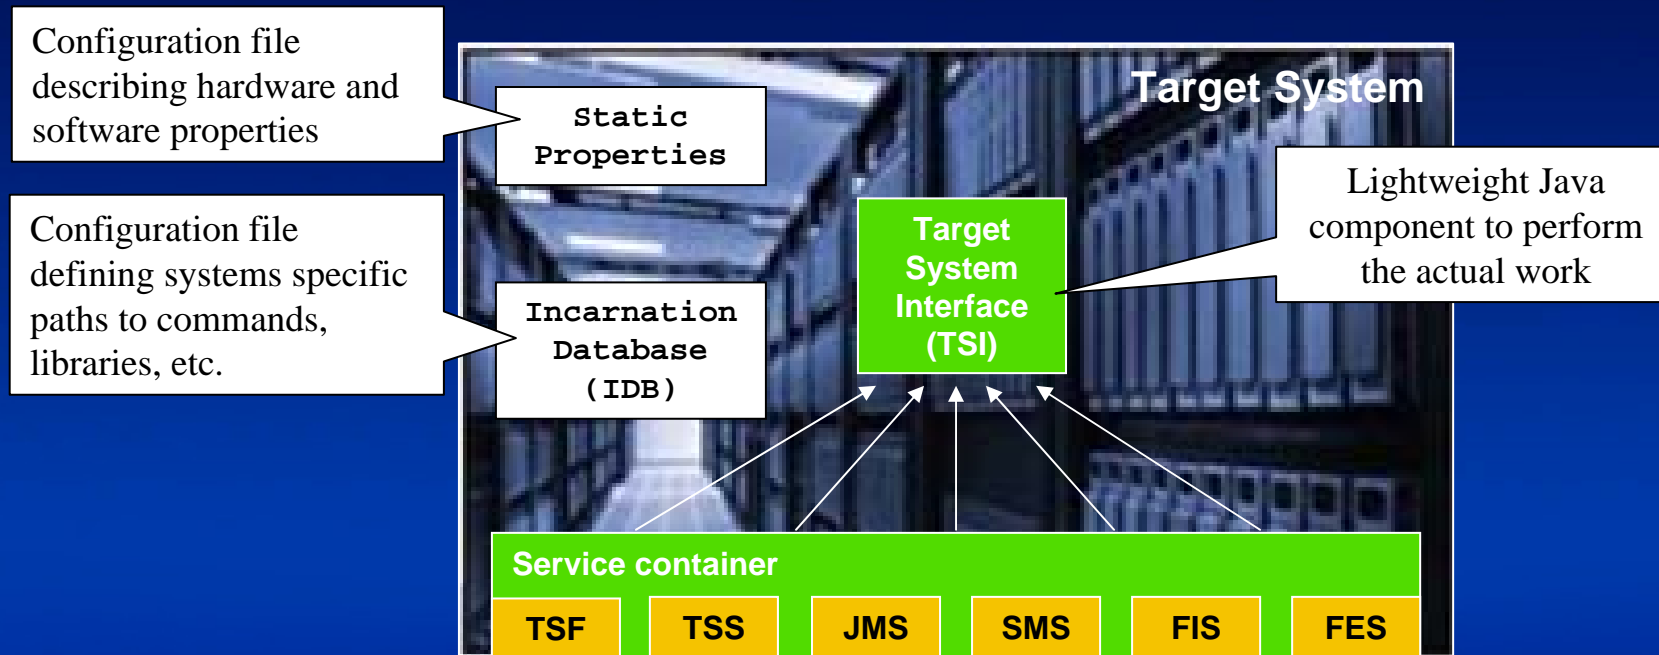 Configuration file
describing hardware and
software properties
Static
Properties
Target System
Configuration file
defining systems specific
paths to commands,
libraries, etc.
Incarnation
Database
(IDB)
Target
System
Interface
(TSI)
Lightweight Java
component to perform
the actual work
Service container
TSF
TSS
JMS
SMS
FIS
FES